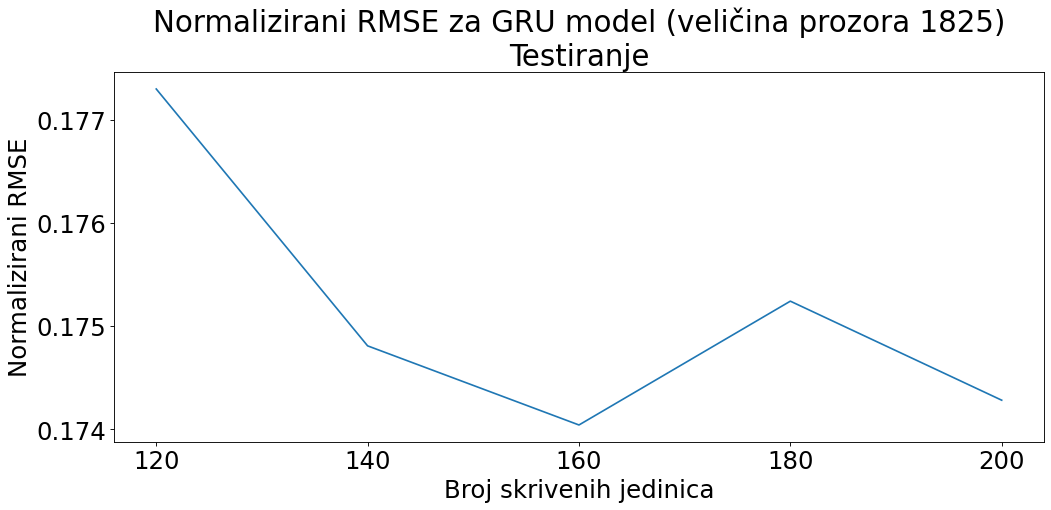 Normalizirani RMSE za GRU model (veličina prozora 1825)
Testiranje
Normalizirani RMSE
0.177
0.176
0.175
0.174
120 140 160 180 200
Broj skrivenih jedinica